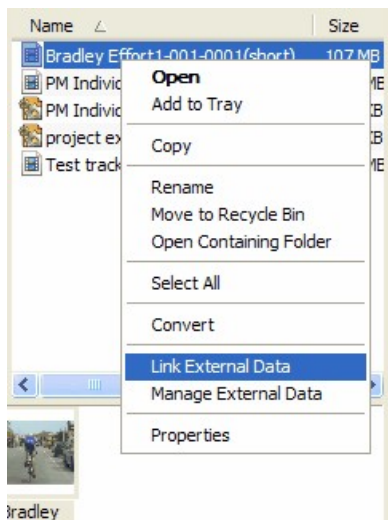 Name Size
Bradley Effort1-001-0001(short) 107 MB
PM Individ
PM Individ
project ex
Test track
Open
Add to Tray
Copy
Rename
Move to Recycle Bin
Open Containing Folder
Select All
Convert
Link External Data
Manage External Data
Properties
Bradley